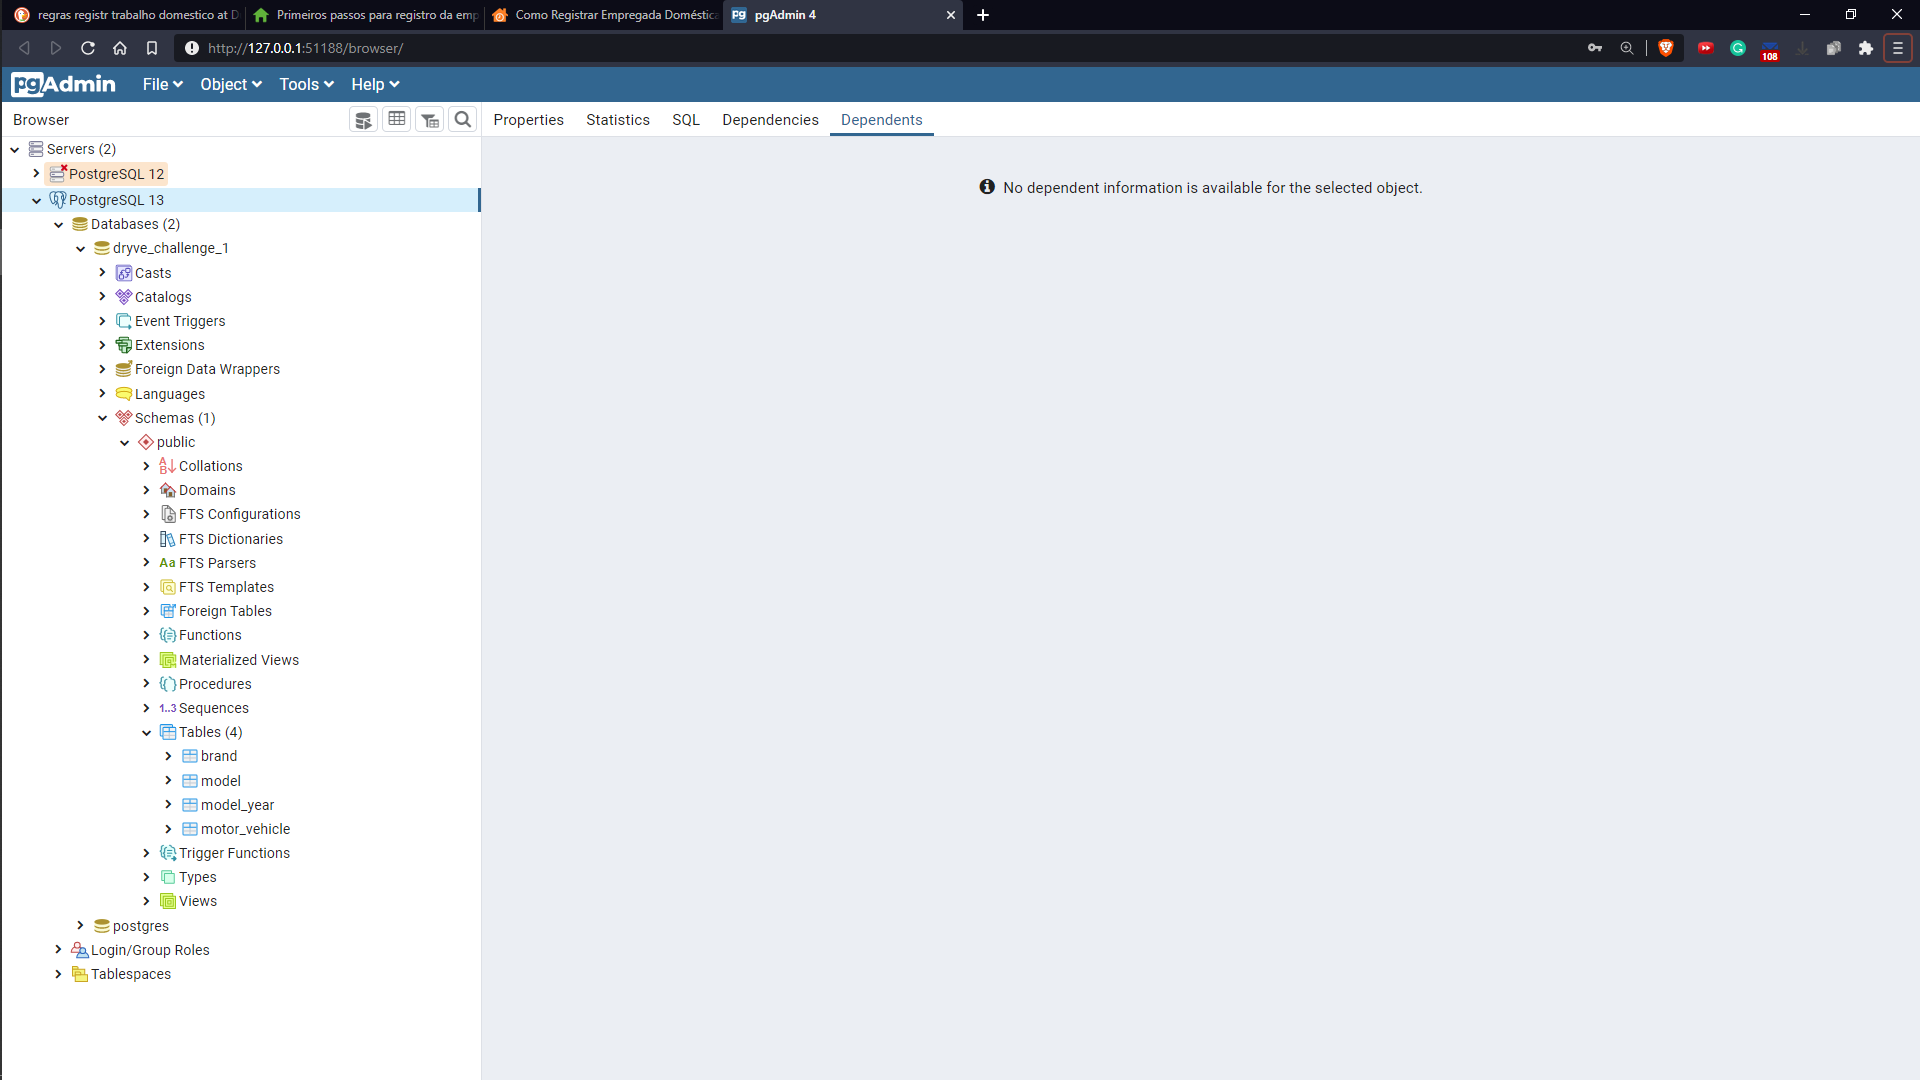 regras registr trabalho domestico at D
Primeiros passos para registro da emp
Como Registrar Empregada Doméstica
pgAdmin 4
http://127.0.0.1:51188/browser/
108
pgAdmin
File
Object
Tools
Help
Browser
Properties
Statistics
SQL
Dependencies
Dependents
Servers (2)
PostgreSQL 12
No dependent information is available for the selected object.
PostgreSQL 13
Databases (2)
dryve_challenge_1
Casts
Catalogs
Event Triggers
Extensions
Foreign Data Wrappers
Languages
Schemas (1)
public
Collations
Domains
FTS Configurations
FTS Dictionaries
Aa FTS Parsers
FTS Templates
Foreign Tables
Functions
Materialized Views
Procedures
1..3 Sequences
Tables (4)
brand
model
model_year
motor_vehicle
Trigger Functions
Types
Views
postgres
Login/Group Roles
Tablespaces